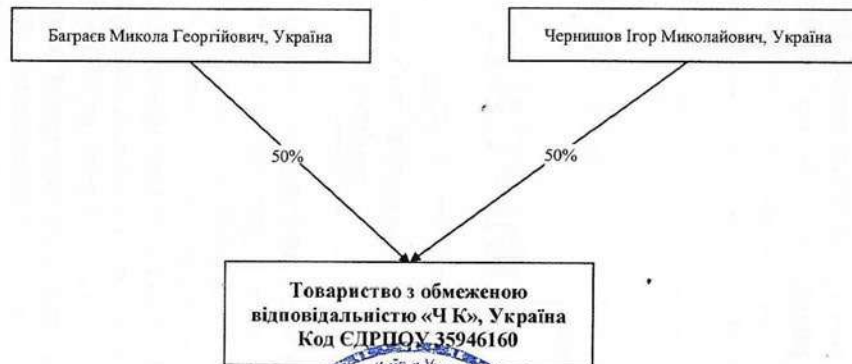 Баграєв Микола Георгійович, Україна
Чернишов Ігор Миколайович, Україна
50%
50%
Товариство з обмеженою
відповідальністю «Ч К», Україна
Код ЄДРПОУ 35946160